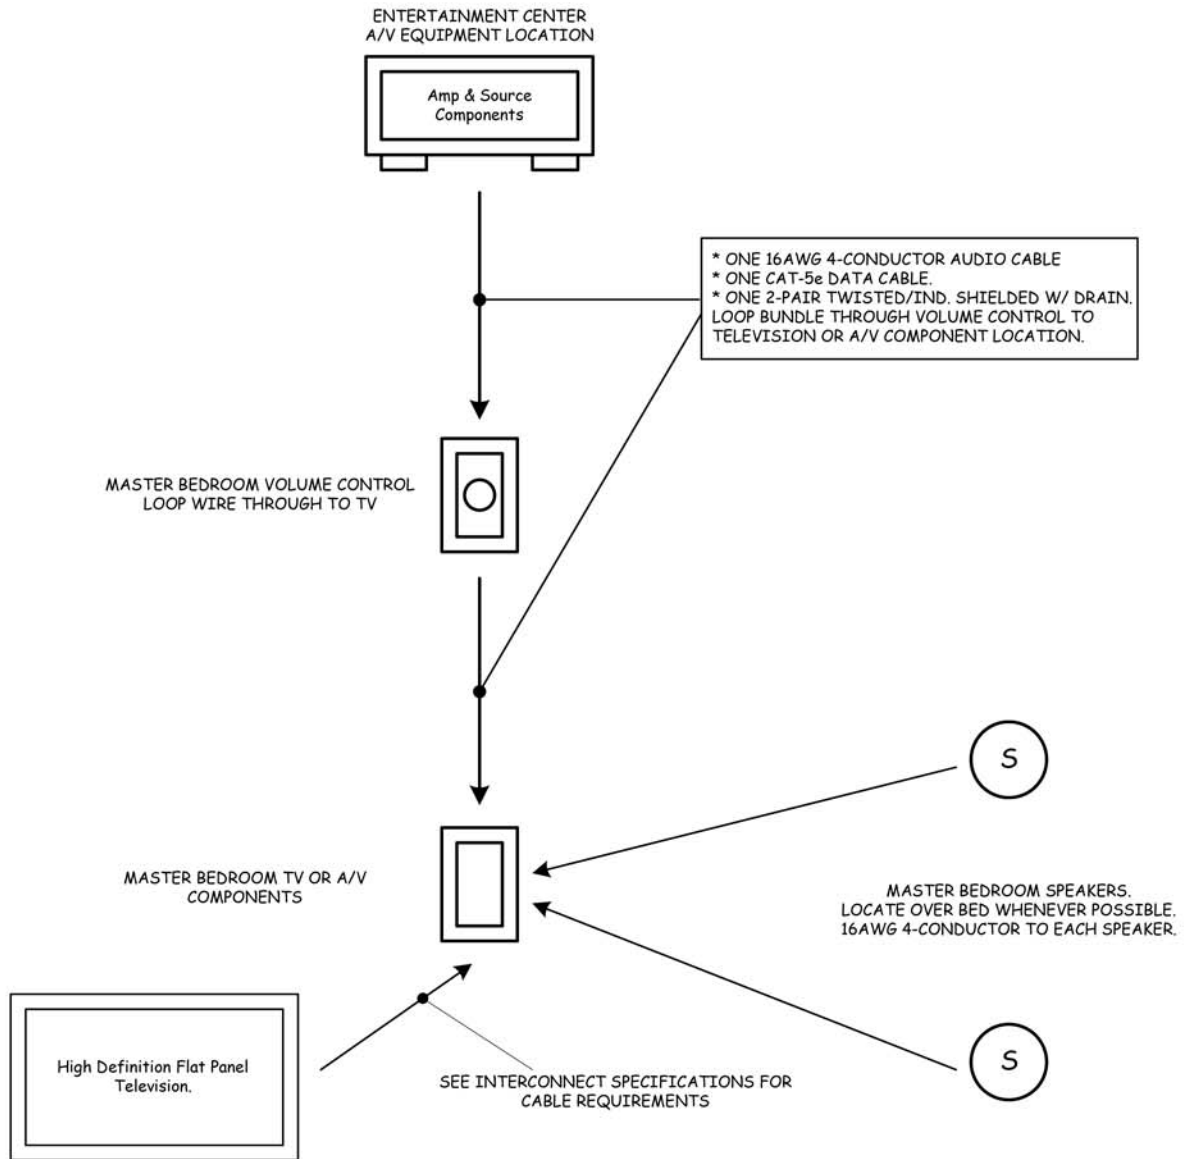 ENTERTAINMENT CENTER
A/V EQUIPMENT LOCATION
Amp & Source
Components
* ONE 16AWG 4-CONDUCTOR AUDIO CABLE
* ONE CAT-5e DATA CABLE.
* ONE 2-PAIR TWISTED/IND. SHIELDED W/ DRAIN.
LOOP BUNDLE THROUGH VOLUME CONTROL TO
TELEVISION OR A/V COMPONENT LOCATION.
MASTER BEDROOM VOLUME CONTROL
LOOP WIRE THROUGH TO TV
S
MASTER BEDROOM TV OR A/V
COMPONENTS
MASTER BEDROOM SPEAKERS.
LOCATE OVER BED WHENEVER POSSIBLE.
16AWG 4-CONDUCTOR TO EACH SPEAKER.
S
High Definition Flat Panel
Television.
SEE INTERCONNECT SPECIFICATIONS FOR
CABLE REQUIREMENTS